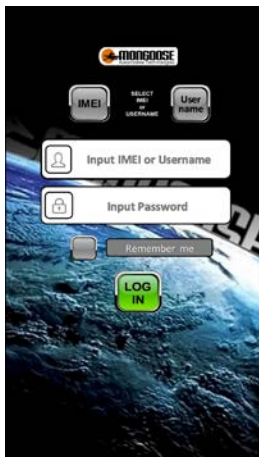 MONGOOSE
IMEI
SELECT
IMEI
or
USERNAME
User
name
Input IMEI or Username
Input Password
Remember me
LOG
IN